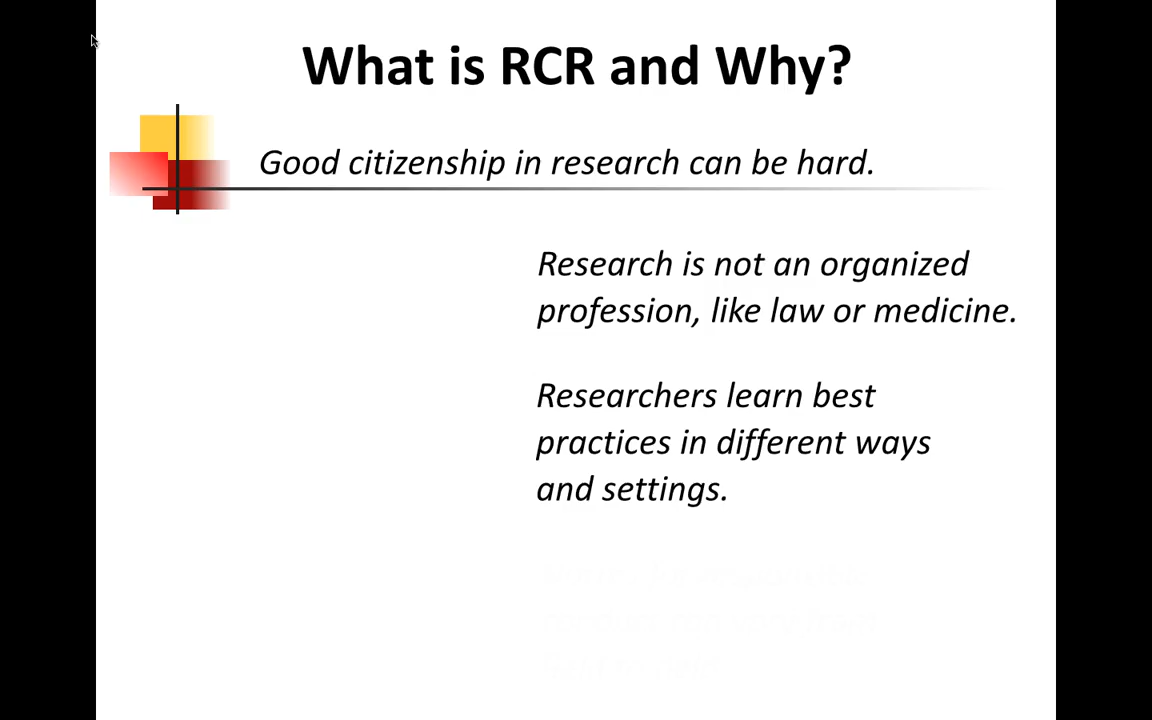 What is RCR and Why?
Good citizenship in research can be hard.
Research is not an organized
profession, like law or medicine.
Researchers learn best
practices in different ways
and settings.